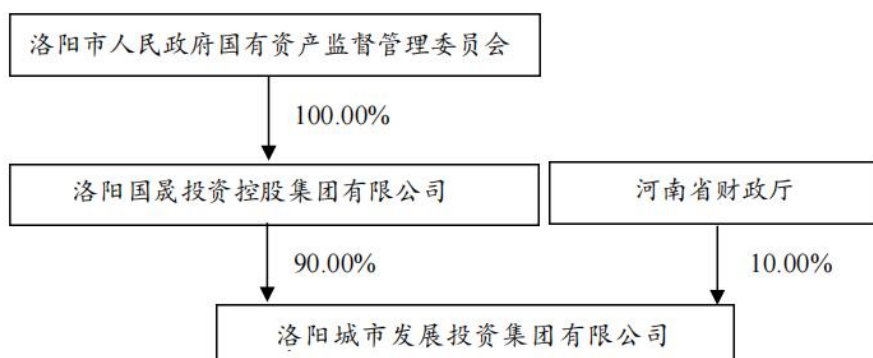 洛阳市人民政府国有资产监督管理委员会
100.00%
洛阳国晟投资控股集团有限公司
河南省财政厅
90.00%
10.00%
洛阳城市发展投资集团有限公司